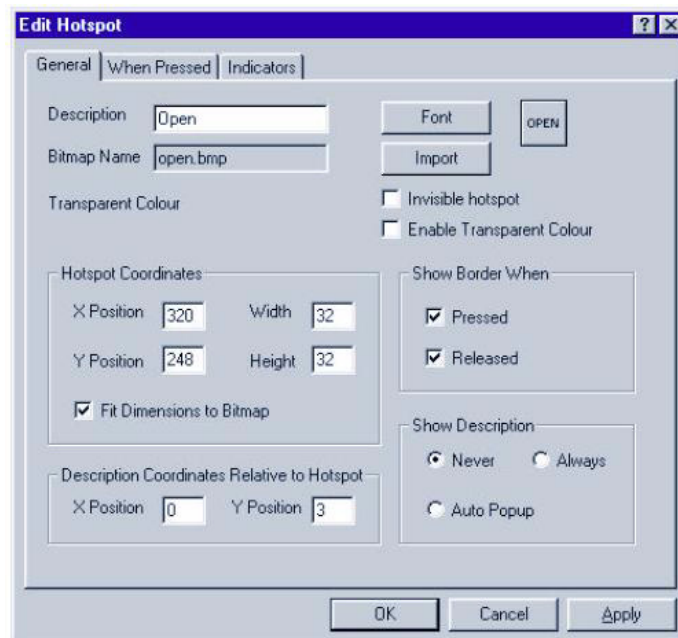 Edit Hotspot
General When Pressed Indicators
Description Open Font OPEN
Bitmap Name open.bmp Import
Transparent Colour Invisible hotspot
Enable Transparent Colour
Hotspot Coordinates Show Border When
X Position 320 Width 32 Pressed
Y Position 248 Height 32 Released
Fit Dimensions to Bitmap
Show Description
Never Always
Description Coordinates Relative to Hotspot
X Position 0 Y Position 3 Auto Popup
OK Cancel Apply